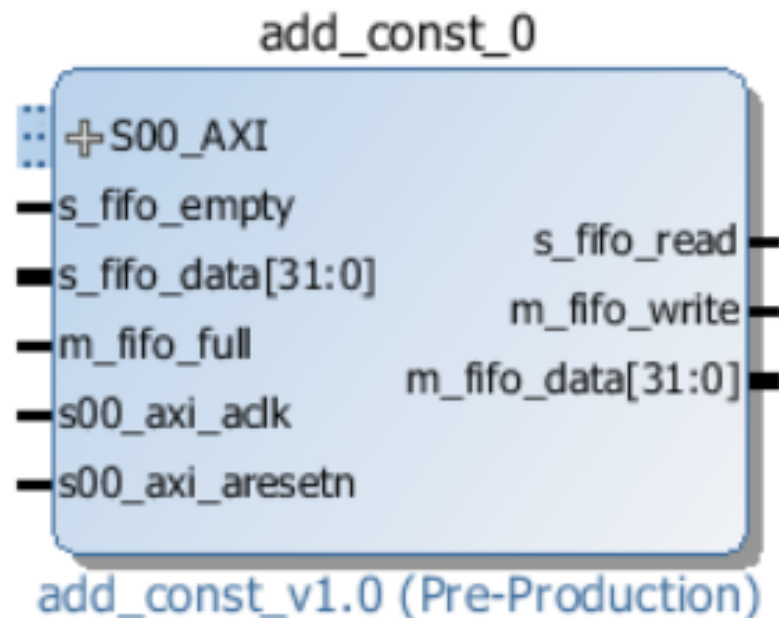 add_const_0
S00_AXI
s_fifo_empty
s_fifo_data[31:0]
m_fifo_full
s00_axi_aclk
s00_axi_aresetn
s_fifo_read
m_fifo_write
m_fifo_data[31:0]
add_const_v1.0 (Pre-Production)